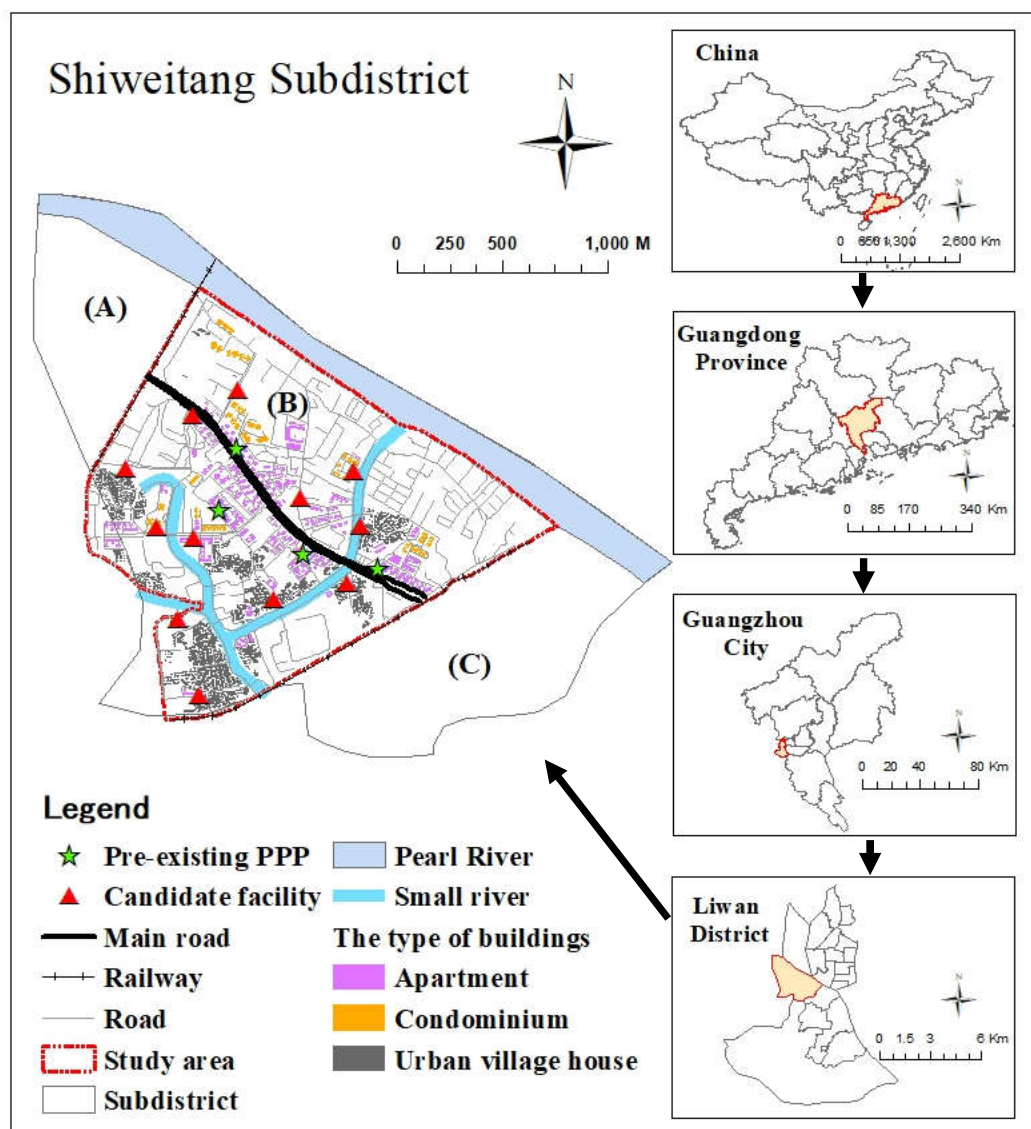 Shiweitang Subdistrict
N
0 250 500 1,000 M
(A)
(B)
(C)
Legend
Pre-existing PPP
Candidate facility
Main road
Railway
Road
Study area
Subdistrict
Pearl River
Small river
The type of buildings
Apartment
Condominium
Urban village house
China
N
0 1,300 2,600 Km
Guangdong
Province
N
0 85 170 340 Km
Guangzhou
City
N
0 20 40 80 Km
Liwan
District
N
0 1.5 3 6 Km